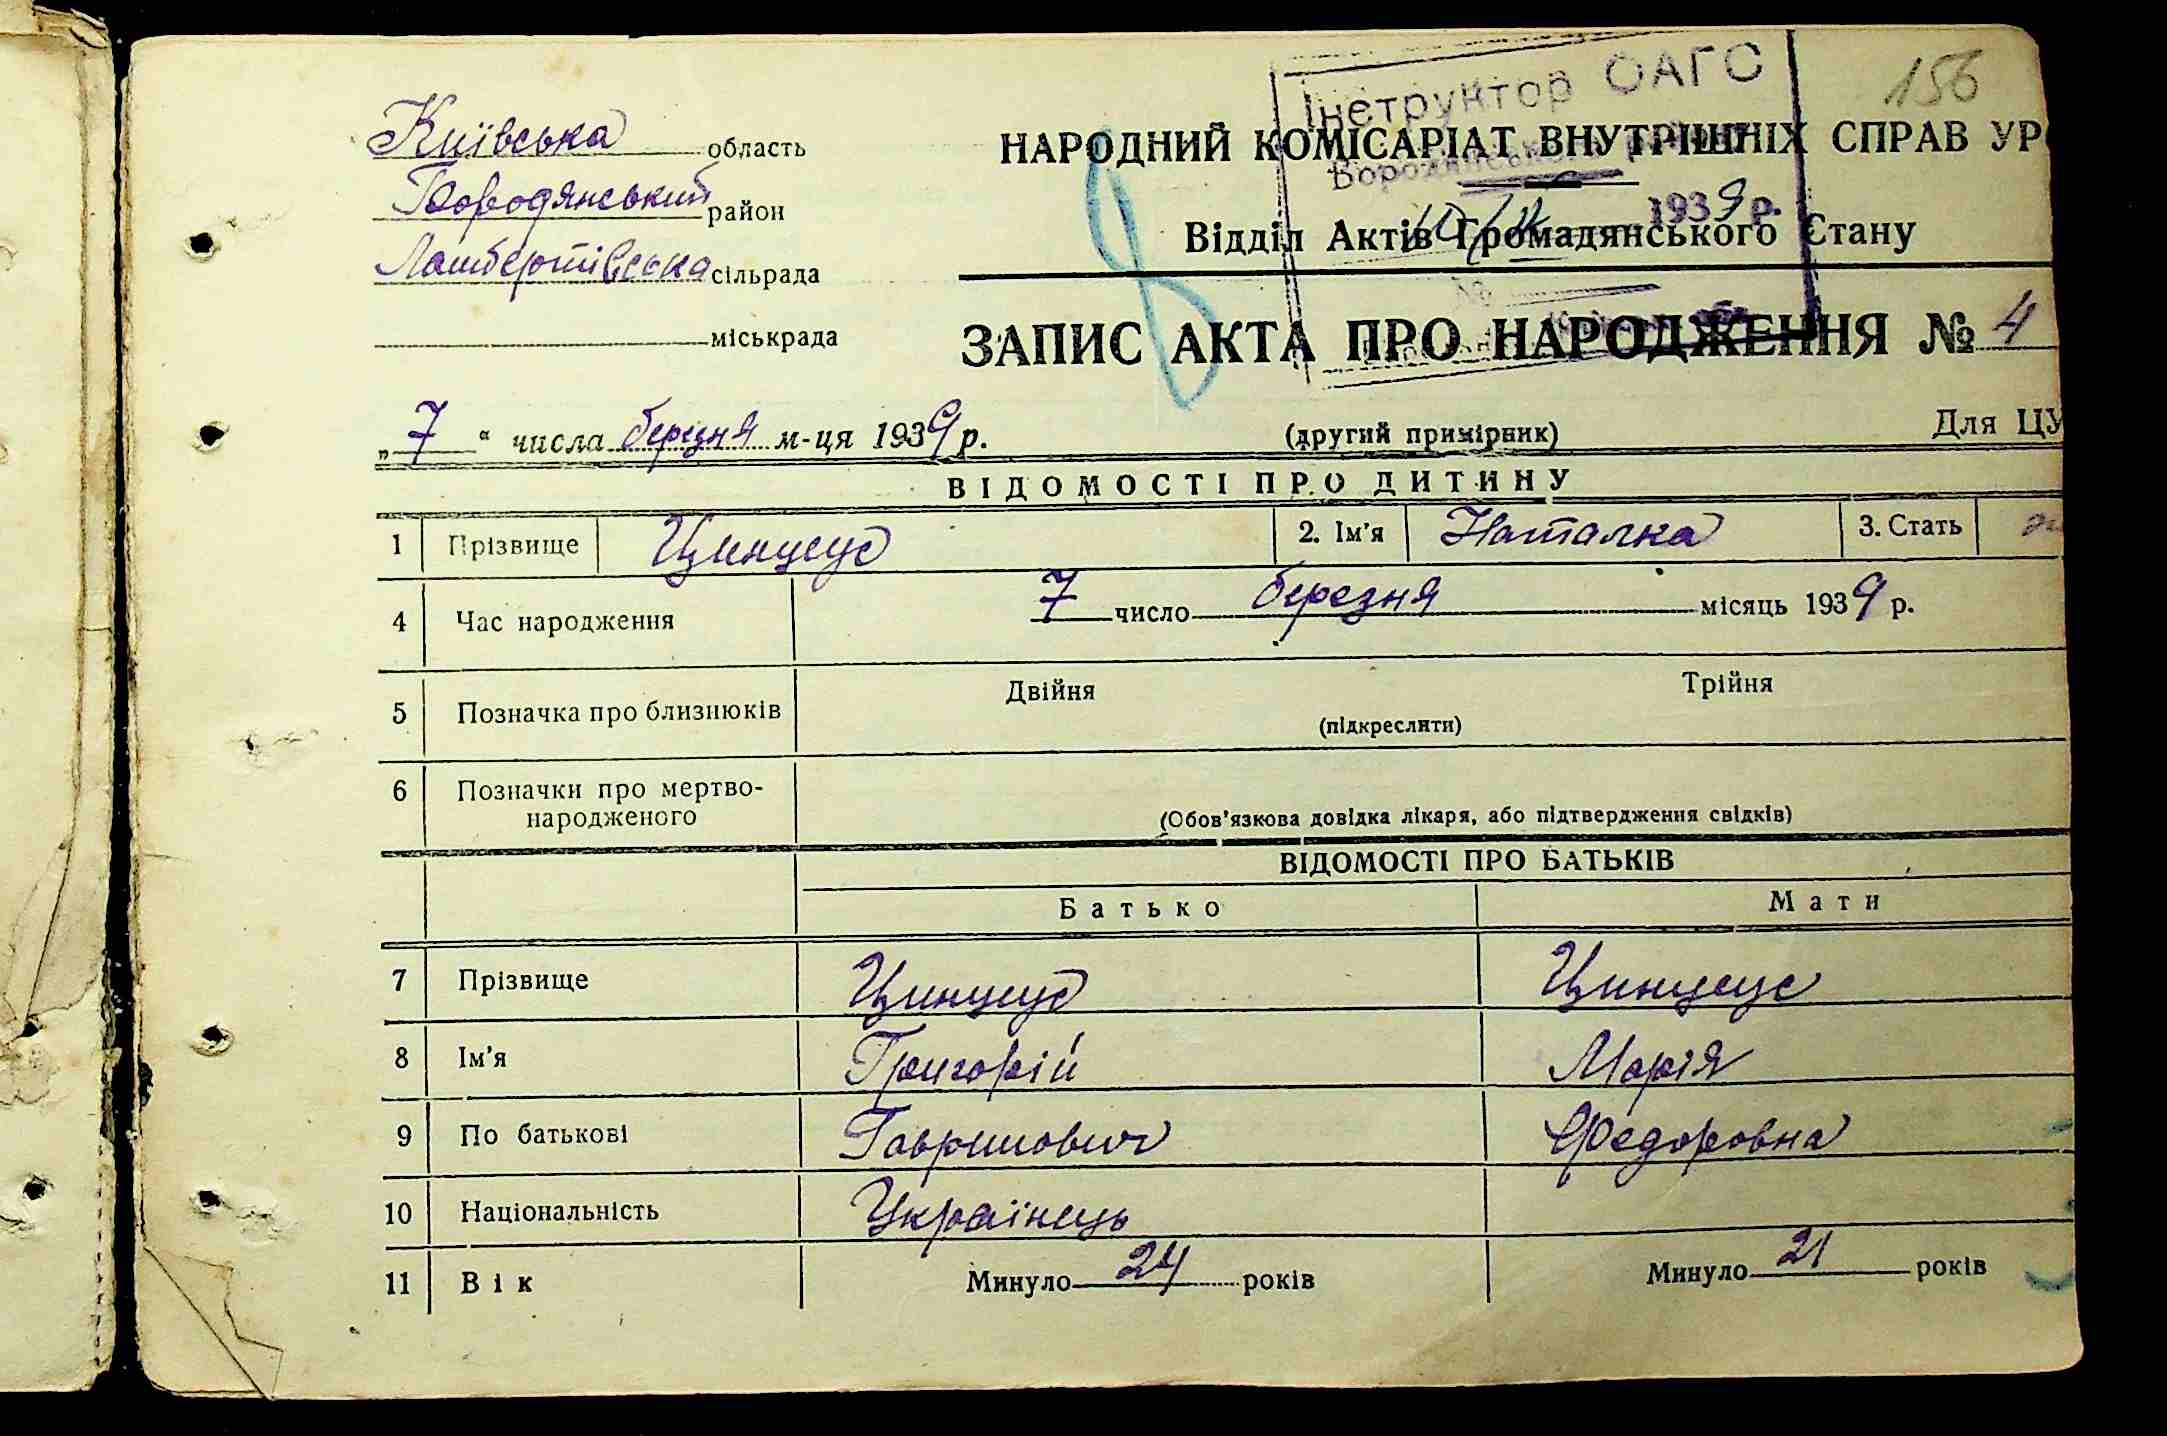 156
Інструктор ОАГС
Київська область
НАРОДНИЙ КОМІСАРІАТ ВНУТРІШНІХ СПРАВ УР
Бородянський район
1939 р.
Відділ Актів Громадянського Стану
сільрада
міськрада
ЗАПИС АКТА ПРО НАРОДЖЕННЯ № 4
„7“ числа березня м-ця 1939 р.
(другий примірник)
Для ЦУ
ВІДОМОСТІ ПРО ДИТИНУ
1 Прізвище 2. Ім'я Наталка 3. Стать
4 Час народження 7 число березня місяць 1939 р.
5 Позначка про близнюків Двійня Трійня
(підкреслити)
6 Позначки про мертво-
народженого
(Обов'язкова довідка лікаря, або підтвердження свідків)
ВІДОМОСТІ ПРО БАТЬКІВ
Батько Мати
7 Прізвище
8 Ім'я Григорій Марія
9 По батькові Гаврилович Федоровна
10 Національність Українець
11 Вік Минуло 24 років Минуло 21 років